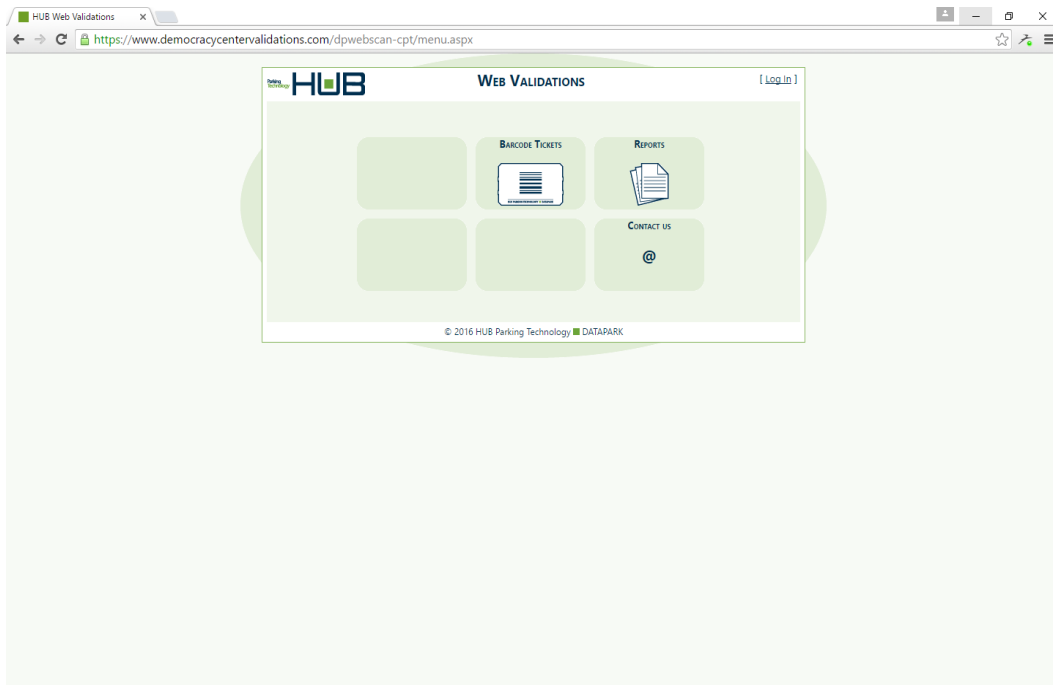 HUB Web Validations
https://www.democracycentervalidations.com/dpwebscan-cpt/menu.aspx
Parking Technology HUB
WEB VALIDATIONS
[ Log In ]
BARCODE TICKETS
REPORTS
CONTACT US
@
© 2016 HUB Parking Technology DATAPARK